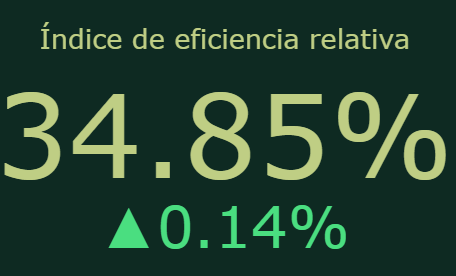 Índice de eficiencia relativa
34.85%
▲0.14%